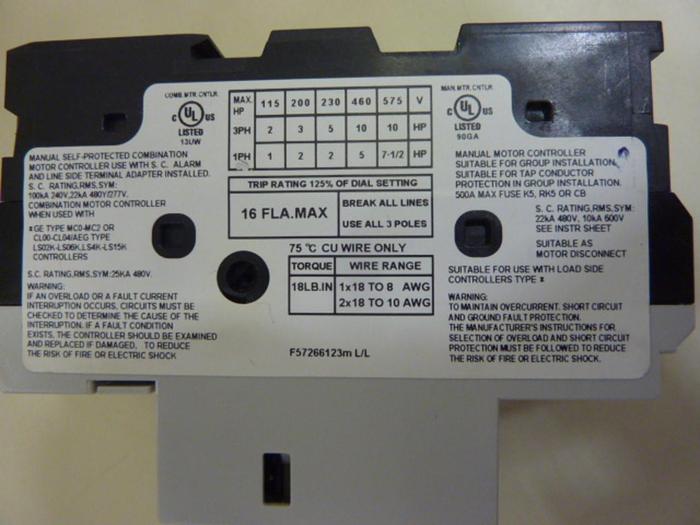 COMB.MTR.CNTLR.
UL
LISTED
13UW
MANUAL SELF-PROTECTED COMBINATION
MOTOR CONTROLLER USE WITH S.C. ALARM
AND LINE SIDE TERMINAL ADAPTER INSTALLED.
S. C. RATING,RMS,SYM:
100kA 240V,22kA 480Y/277V.
COMBINATION MOTOR CONTROLLER
WHEN USED WITH
*GE TYPE MC0-MC2 OR
CL00-CL04/AEG TYPE
LS02K-LS06K,LS4K-LS15K
CONTROLLERS
S.C. RATING,RMS,SYM:25KA 480V.
WARNING:
IF AN OVERLOAD OR A FAULT CURRENT
INTERRUPTION OCCURS, CIRCUITS MUST BE
CHECKED TO DETERMINE THE CAUSE OF THE
INTERRUPTION. IF A FAULT CONDITION
EXISTS, THE CONTROLLER SHOULD BE EXAMINED
AND REPLACED IF DAMAGED, TO REDUCE
THE RISK OF FIRE OR ELECTRIC SHOCK
MAX. HP 115 200 230 460 575 V
3PH 2 3 5 10 10 HP
1PH 1 2 2 5 7-1/2 HP
TRIP RATING 125% OF DIAL SETTING
16 FLA.MAX
BREAK ALL LINES
USE ALL 3 POLES
75 °C CU WIRE ONLY
TORQUE WIRE RANGE
18LB.IN 1x18 TO 8 AWG
2x18 TO 10 AWG
F57266123m L/L
MAN.MTR.CNTLR.
UL
LISTED
90GA
MANUAL MOTOR CONTROLLER
SUITABLE FOR GROUP INSTALLATION,
SUITABLE FOR TAP CONDUCTOR
PROTECTION IN GROUP INSTALLATION.
500A MAX FUSE K5, RK5 OR CB
S. C. RATING,RMS,SYM:
22kA 480V, 10kA 600V
SEE INSTR SHEET
SUITABLE AS
MOTOR DISCONNECT
SUITABLE FOR USE WITH LOAD SIDE
CONTROLLERS TYPE *
WARNING:
TO MAINTAIN OVERCURRENT, SHORT CIRCUIT
AND GROUND FAULT PROTECTION.
THE MANUFACTURER'S INSTRUCTIONS FOR
SELECTION OF OVERLOAD AND SHORT CIRCUIT
PROTECTION MUST BE FOLLOWED TO REDUCE
THE RISK OF FIRE OR ELECTRIC SHOCK.